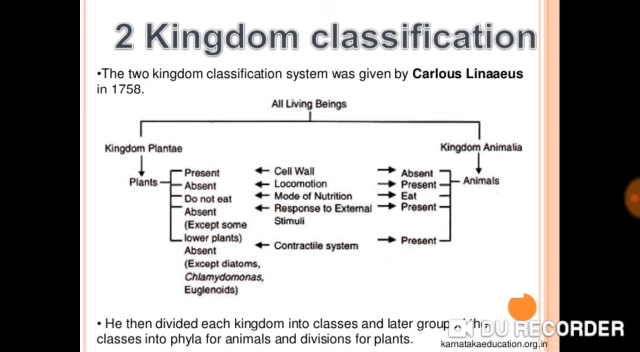 2 Kingdom classification
•The two kingdom classification system was given by Carlous Linaaeus
in 1758.
All Living Beings
Kingdom Plantae
Kingdom Animalia
Plants
Present
Absent
Do not eat
Absent
(Except some
lower plants)
Absent
(Except diatoms,
Chlamydomonas,
Euglenoids)
Cell Wall
Locomotion
Mode of Nutrition
Response to External
Stimuli
Contractile system
Absent
Present
Eat
Present
Present
Animals
• He then divided each kingdom into classes and later grouped the
classes into phyla for animals and divisions for plants.
DU RECORDER
karnatakaeducation.org.in